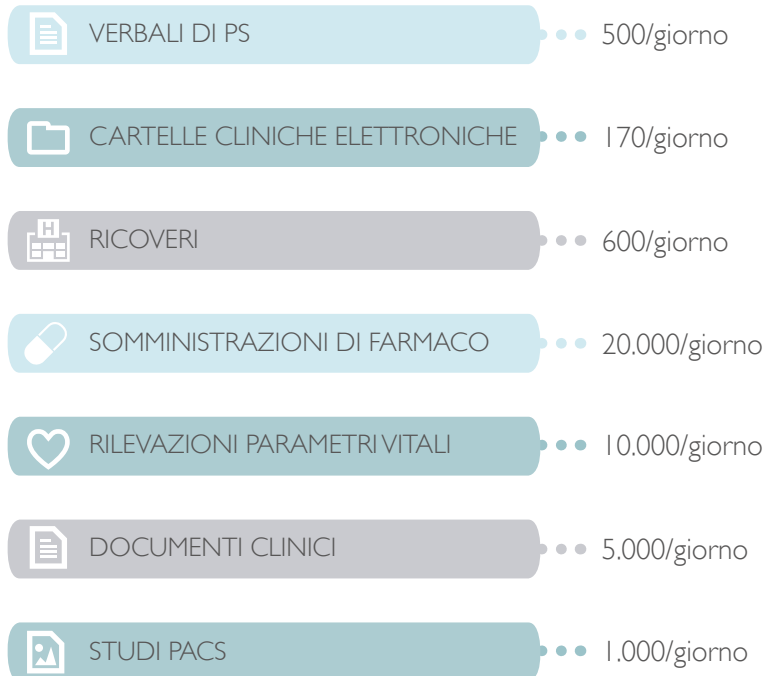 VERBALI DI PS 500/giorno
CARTELLE CLINICHE ELETTRONICHE 170/giorno
H
RICOVERI 600/giorno
SOMMINISTRAZIONI DI FARMACO 20.000/giorno
RILEVAZIONI PARAMETRI VITALI 10.000/giorno
DOCUMENTI CLINICI 5.000/giorno
STUDI PACS 1.000/giorno